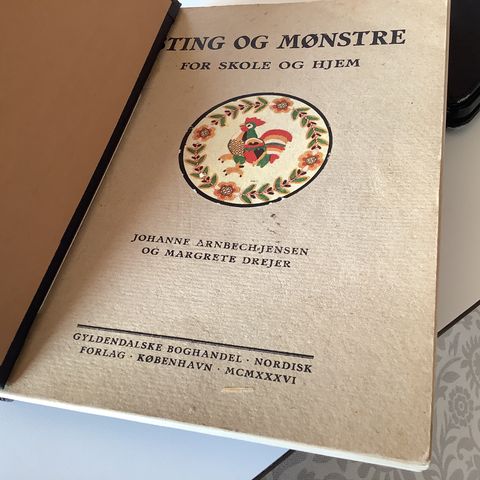 STING OG MØNSTRE
FOR SKOLE OG HJEM
JOHANNE ARNBECH-JENSEN
OG MARGRETE DREJER
GYLDENDALSKE BOGHANDEL · NORDISK
FORLAG · KØBENHAVN · MCMXXXVI